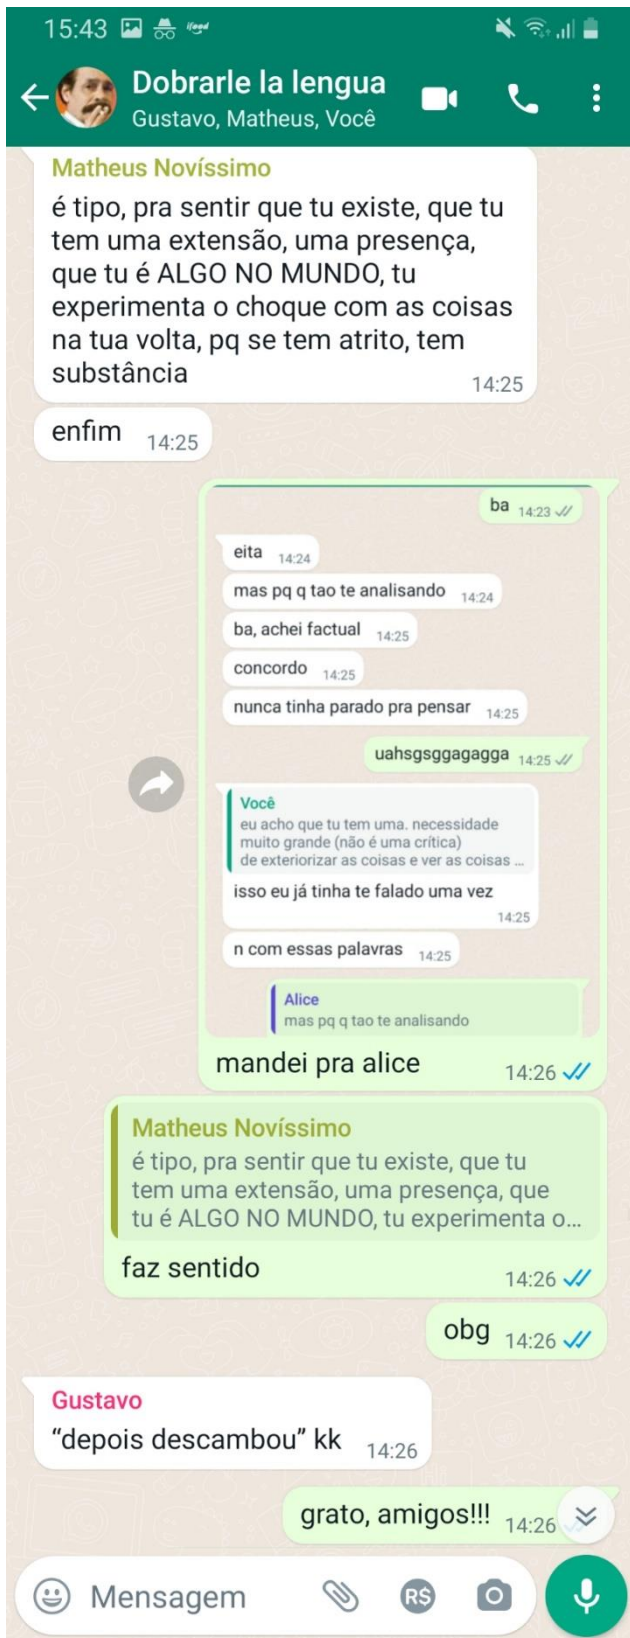 15:43 ifood
Dobrarle la lengua
Gustavo, Matheus, Você
Matheus Novíssimo
é tipo, pra sentir que tu existe, que tu
tem uma extensão, uma presença,
que tu é ALGO NO MUNDO, tu
experimenta o choque com as coisas
na tua volta, pq se tem atrito, tem
substância
14:25
enfim 14:25
ba 14:23
eita 14:24
mas pq q tao te analisando 14:24
ba, achei factual 14:25
concordo 14:25
nunca tinha parado pra pensar 14:25
uahsgsggagagga 14:25
Você
eu acho que tu tem uma. necessidade
muito grande (não é uma crítica)
de exteriorizar as coisas e ver as coisas ...
isso eu já tinha te falado uma vez
14:25
n com essas palavras 14:25
Alice
mas pq q tao te analisando
mandei pra alice 14:26
Matheus Novíssimo
é tipo, pra sentir que tu existe, que tu
tem uma extensão, uma presença, que
tu é ALGO NO MUNDO, tu experimenta o...
faz sentido 14:26
obg 14:26
Gustavo
“depois descambou” kk 14:26
grato, amigos!!! 14:26
Mensagem R$